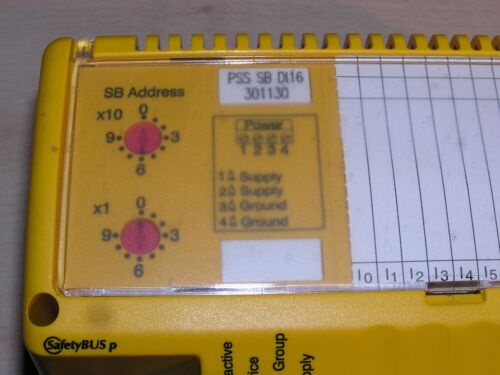 SB Address
x10
0
9 3
6
x1
0
9 3
6
PSS SB DI16
301130
Power
1 2 3 4
1 Supply
2 Supply
3 Ground
4 Ground
I0 I1 I2 I3 I4 I5
SafetyBUS p
active
Group